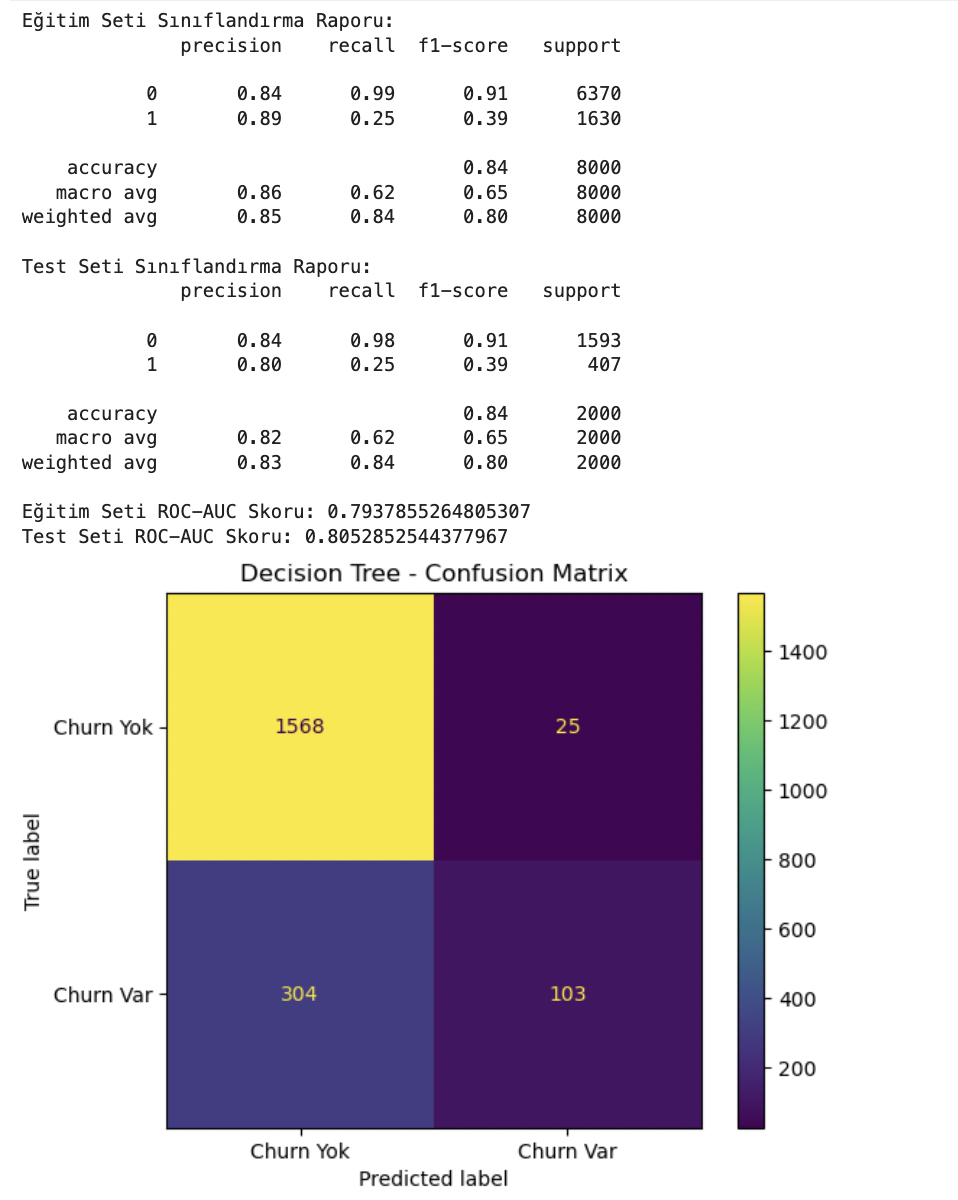 Eğitim Seti Sınıflandırma Raporu:
precision recall f1-score support
0 0.84 0.99 0.91 6370
1 0.89 0.25 0.39 1630
accuracy 0.84 8000
macro avg 0.86 0.62 0.65 8000
weighted avg 0.85 0.84 0.80 8000
Test Seti Sınıflandırma Raporu:
precision recall f1-score support
0 0.84 0.98 0.91 1593
1 0.80 0.25 0.39 407
accuracy 0.84 2000
macro avg 0.82 0.62 0.65 2000
weighted avg 0.83 0.84 0.80 2000
Eğitim Seti ROC-AUC Skoru: 0.7937855264805307
Test Seti ROC-AUC Skoru: 0.8052852544377967
Decision Tree - Confusion Matrix
True label
Churn Yok
1568 25
Churn Var
304 103
Churn Yok Churn Var
Predicted label
1400
1200
1000
800
600
400
200